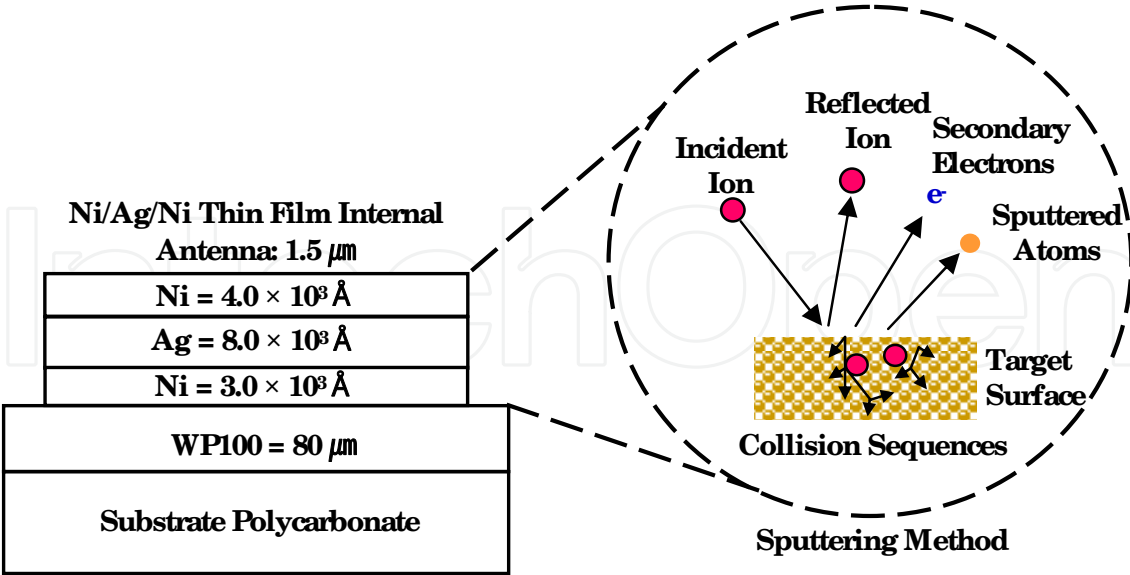 Ni/Ag/Ni Thin Film Internal
Antenna: 1.5 μm
Ni = 4.0 × 10³ Å
Ag = 8.0 × 10³ Å
Ni = 3.0 × 10³ Å
WP100 = 80 μm
Substrate Polycarbonate
Incident
Ion
Reflected
Ion
Secondary
Electrons
e-
Sputtered
Atoms
Target
Surface
Collision Sequences
Sputtering Method
InTechOpen